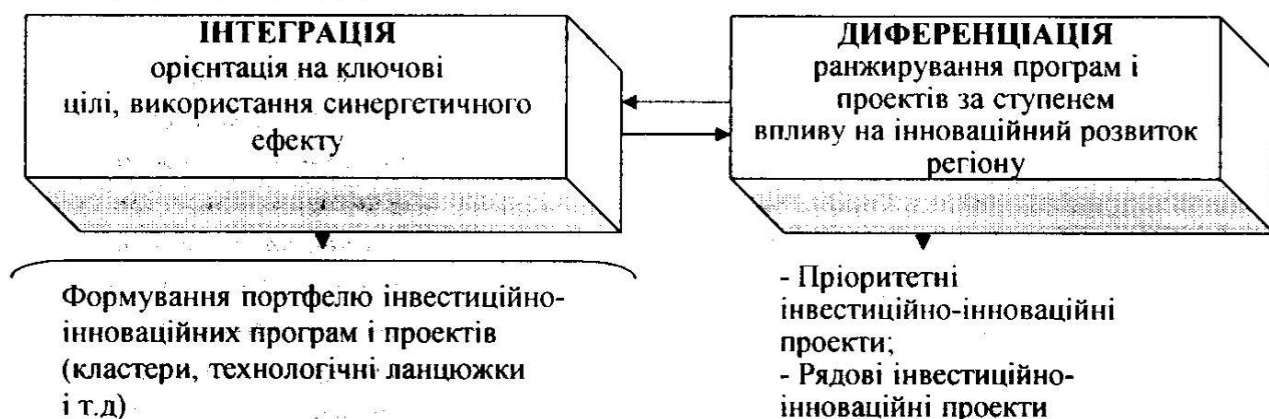 ІНТЕГРАЦІЯ
орієнтація на ключові
цілі, використання синергетичного
ефекту
ДИФЕРЕНЦІАЦІЯ
ранжирування програм і
проектів за ступенем
впливу на інноваційний розвиток
регіону
Формування портфелю інвестиційно-
інноваційних програм і проектів
(кластери, технологічні ланцюжки
і т.д)
- Пріоритетні
інвестиційно-інноваційні
проекти;
- Рядові інвестиційно-
інноваційні проекти